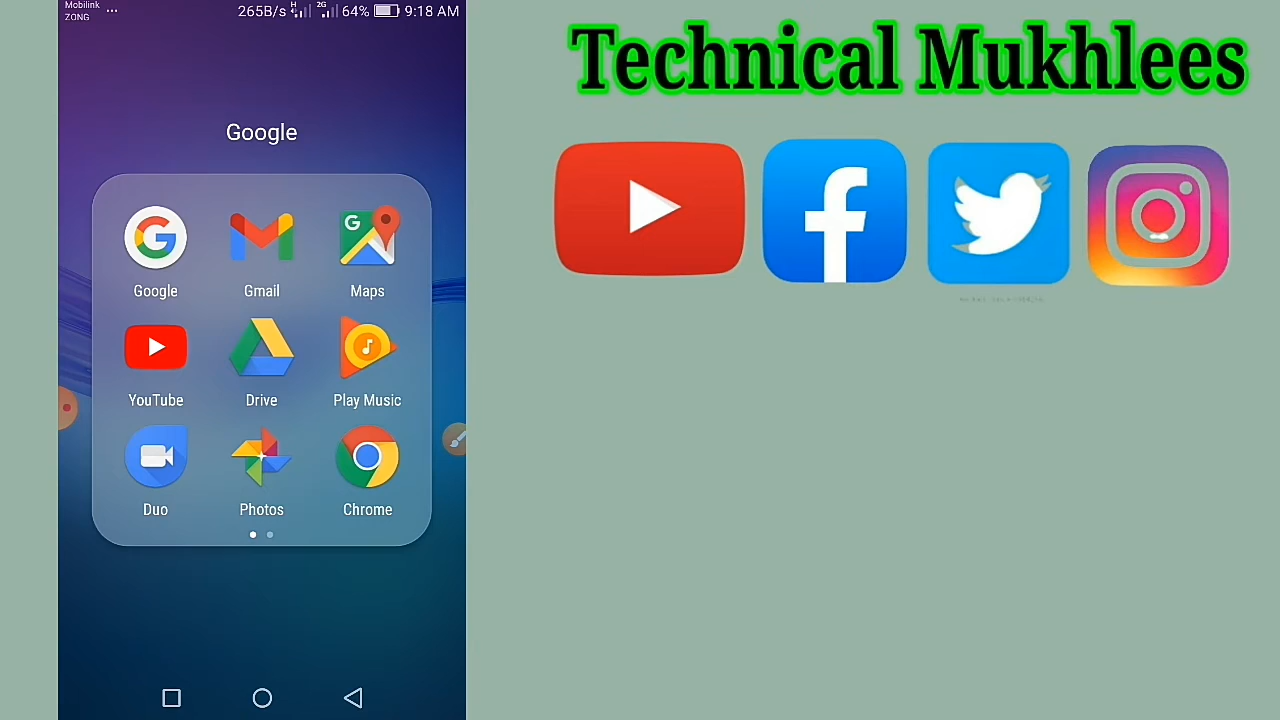 Mobilink
ZONG ... 265B/s H 2G 64% 9:18 AM
Technical Mukhlees
Google
Google Gmail Maps
YouTube Drive Play Music
Duo Photos Chrome